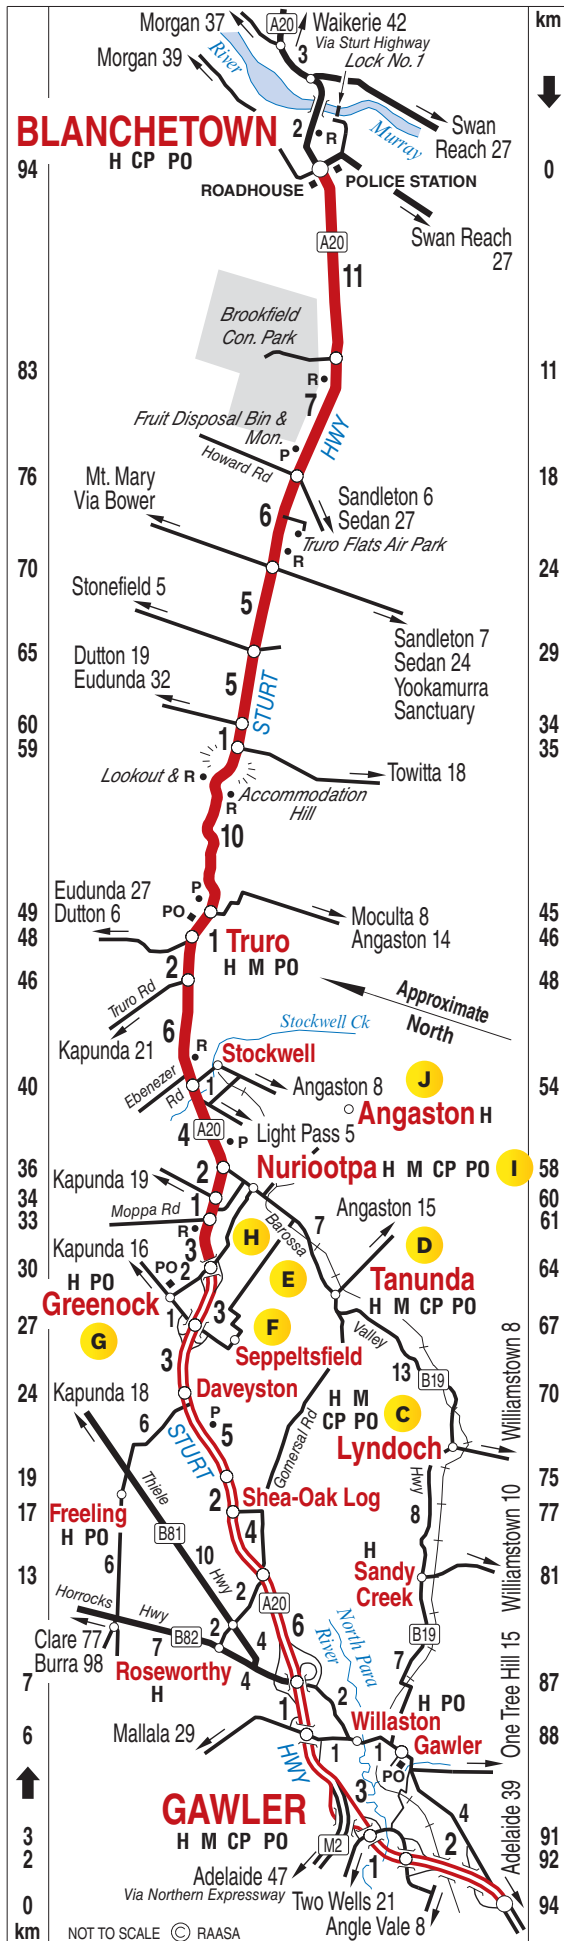 km
Morgan 37
A20
Waikerie 42
Via Sturt Highway
Lock No.1
3
Morgan 39
River
Murray
2
R
Swan
Reach 27
BLANCHETOWN
H CP PO
94
0
ROADHOUSE
POLICE STATION
A20
Swan Reach
27
11
Brookfield
Con. Park
83
11
R
7
Fruit Disposal Bin &
Mon.
P
HWY
Howard Rd
76
18
Mt. Mary
Via Bower
Sandleton 6
Sedan 27
6
Truro Flats Air Park
R
70
24
Stonefield 5
5
Sandleton 7
Sedan 24
Yookamurra
Sanctuary
65
29
Dutton 19
Eudunda 32
5
STURT
60
34
59
35
1
Lookout & R
Towitta 18
R
Accommodation
Hill
10
Eudunda 27
Dutton 6
P
PO
49
45
Moculta 8
Angaston 14
48
46
1
Truro
H M PO
2
46
48
Truro Rd
Approximate
North
Kapunda 21
6
Stockwell Ck
R
Stockwell
Ebenezer
Rd
1
40
54
Angaston 8
J
Angaston H
A20
4
P
Light Pass 5
36
58
Nuriootpa H M CP PO
I
Kapunda 19
2
34
60
1
Moppa Rd
33
61
R
H
Barossa
7
Angaston 15
Kapunda 16
3
D
PO
2
30
64
H PO
Greenock
E
Tanunda
H M CP PO
1
3
F
27
67
G
Seppeltsfield
Valley
3
13
B19
Williamstown 8
24
70
Daveyston
Kapunda 18
H M
CP PO
C
6
P
5
STURT
Lyndoch
Gomersal Rd
19
75
Thiele
Hwy
Shea-Oak Log
2
17
77
Freeling
H PO
4
8
B81
Williamstown 10
H
Sandy
Creek
6
10
Hwy
13
81
2
A20
Horrocks
Hwy
Clare 77
Burra 98
7
B82
2
4
6
North Para
River
B19
7
Roseworthy
H
4
One Tree Hill 15
7
87
2
H PO
1
Willaston
Gawler
6
88
Mallala 29
1
1
PO
HWY
GAWLER
H M CP PO
3
4
Adelaide 39
M2
2
3
91
2
92
1
Adelaide 47
Via Northern Expressway
Two Wells 21
Angle Vale 8
0
94
km
NOT TO SCALE © RAASA